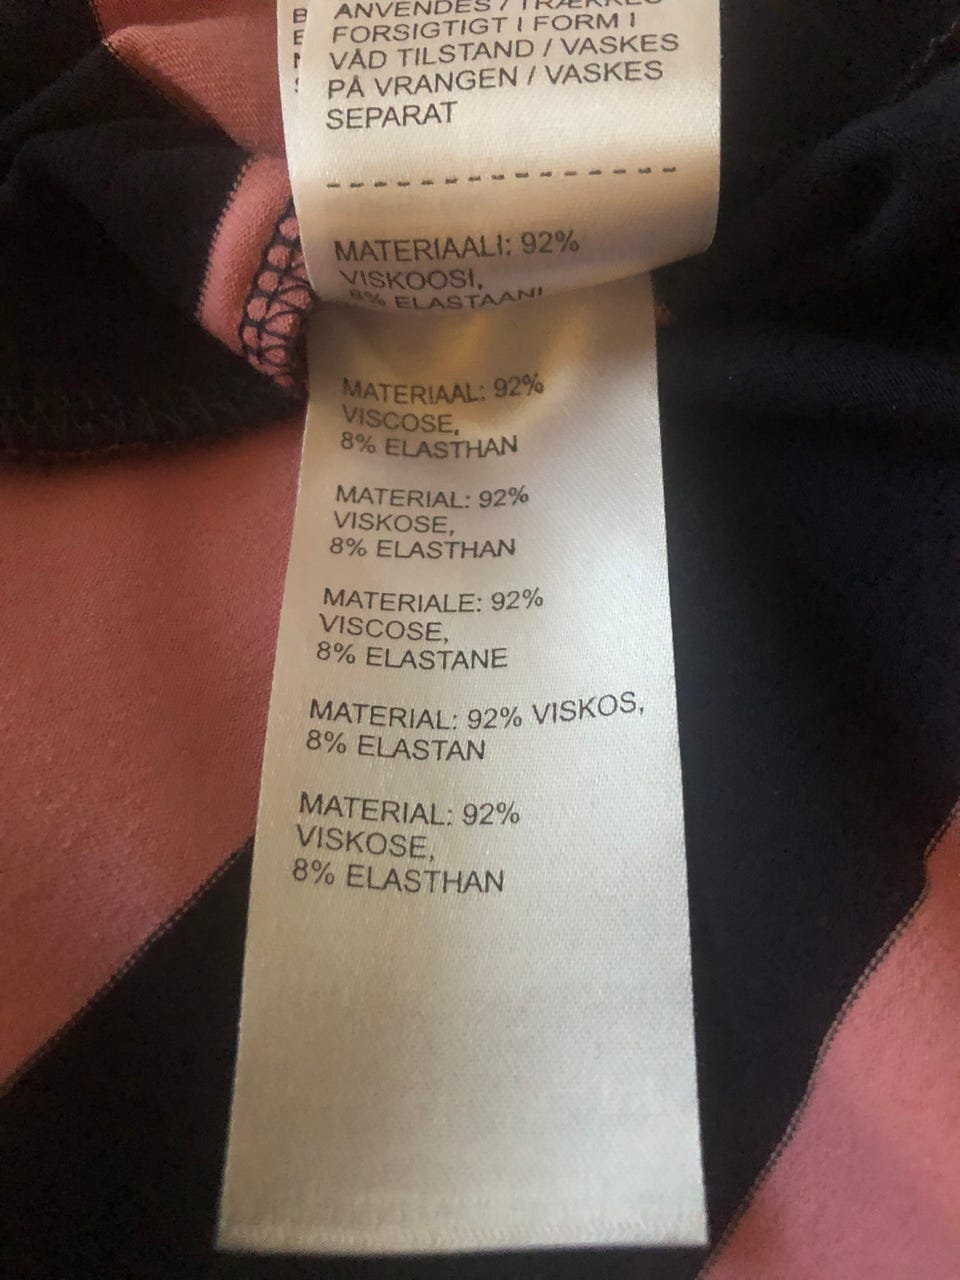 ANVENDES / TRÆKKES
FORSIGTIGT I FORM I
VÅD TILSTAND / VASKES
PÅ VRANGEN / VASKES
SEPARAT
MATERIAALI: 92%
VISKOOSI,
8% ELASTAANI
MATERIAAL: 92%
VISCOSE,
8% ELASTHAN
MATERIAL: 92%
VISKOSE,
8% ELASTHAN
MATERIALE: 92%
VISCOSE,
8% ELASTANE
MATERIAL: 92% VISKOS,
8% ELASTAN
MATERIAL: 92%
VISKOSE,
8% ELASTHAN